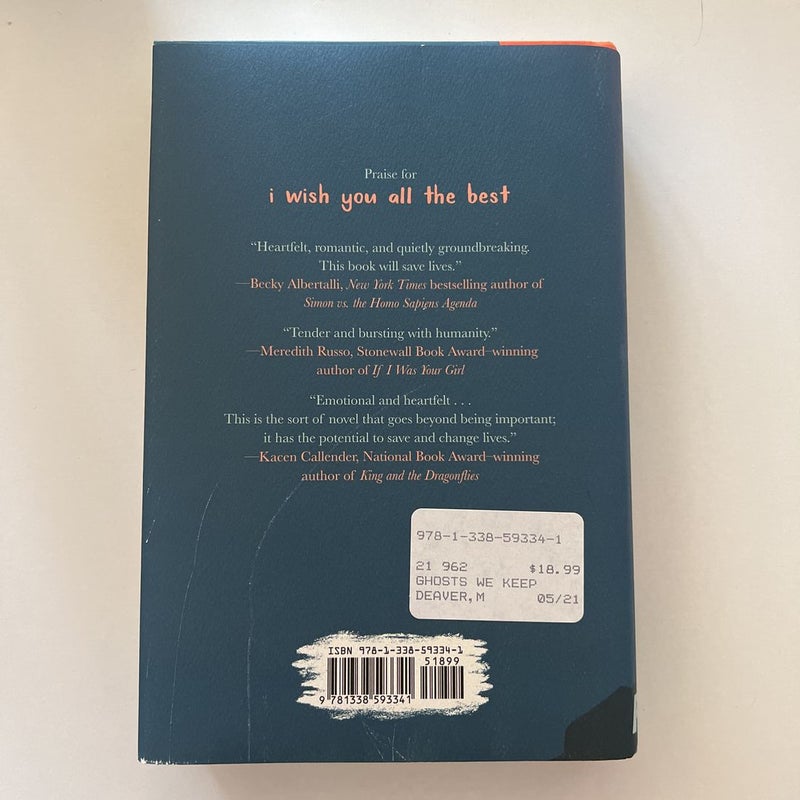 Praise for
i wish you all the best
“Heartfelt, romantic, and quietly groundbreaking.
This book will save lives.”
—Becky Albertalli, New York Times bestselling author of
Simon vs. the Homo Sapiens Agenda
“Tender and bursting with humanity.”
—Meredith Russo, Stonewall Book Award–winning
author of If I Was Your Girl
“Emotional and heartfelt . . .
This is the sort of novel that goes beyond being important;
it has the potential to save and change lives.”
—Kacen Callender, National Book Award–winning
author of King and the Dragonflies
978-1-338-59334-1
21 962 $18.99
GHOSTS WE KEEP
DEAVER,M 05/21
ISBN 978-1-338-59334-1
51899
9 781338 593341